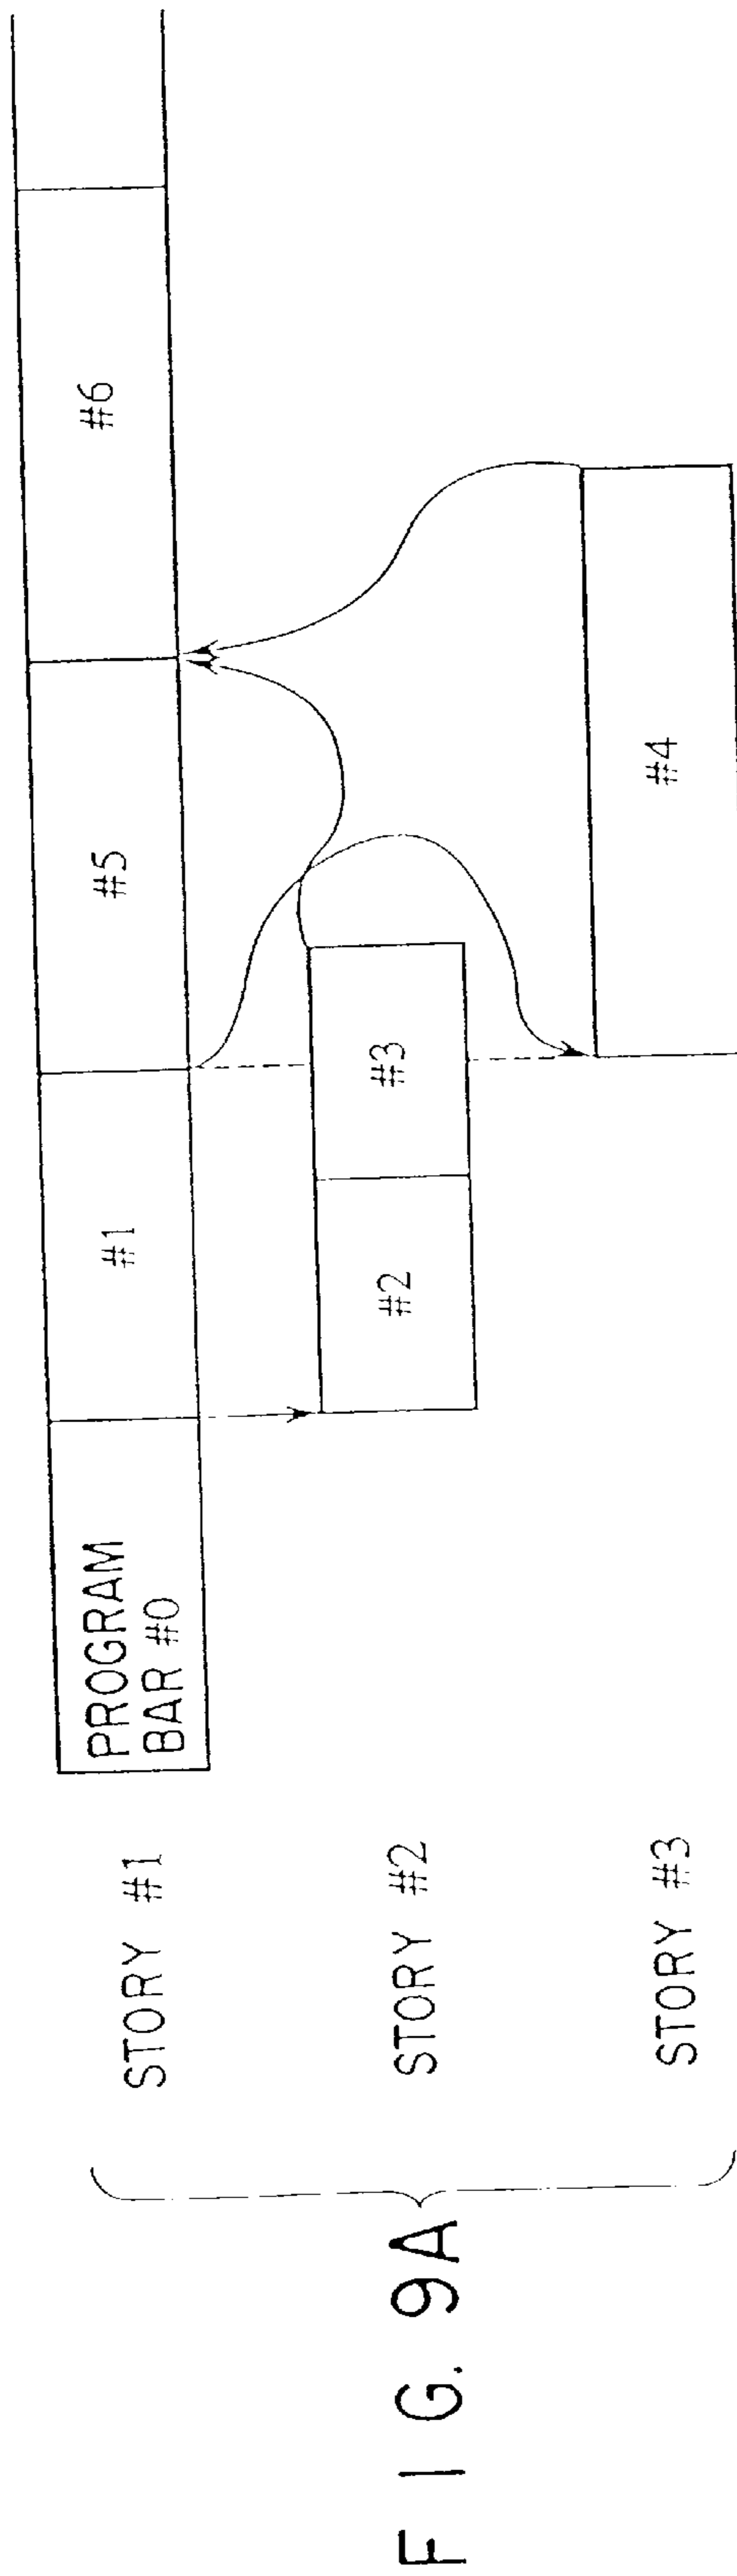 FIG. 9A
STORY #1
PROGRAM
BAR #0
#1
#5
#6
STORY #2
#2
#3
STORY #3
#4